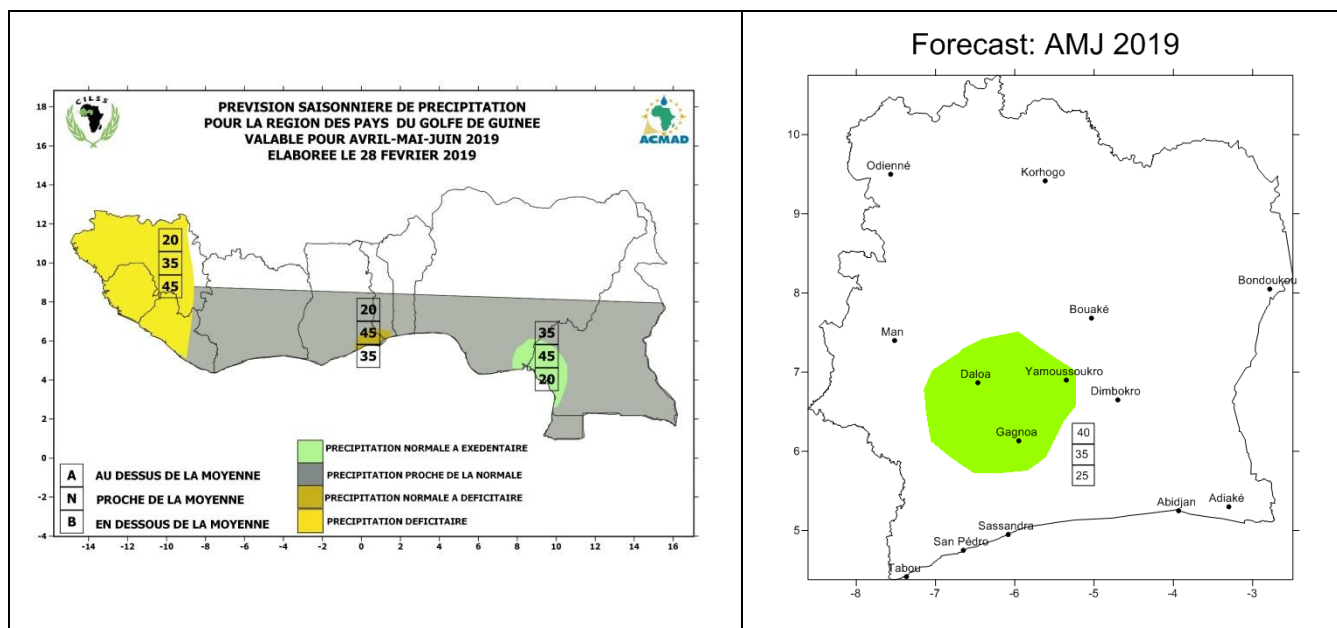 CILSS
ACMAD
PREVISION SAISONNIERE DE PRECIPITATION
POUR LA REGION DES PAYS DU GOLFE DE GUINEE
VALABLE POUR AVRIL-MAI-JUIN 2019
ELABOREE LE 28 FEVRIER 2019
18
16
14
12
10
8
6
4
2
0
-2
-4
20
35
45
20
45
35
35
45
20
A AU DESSUS DE LA MOYENNE
N PROCHE DE LA MOYENNE
B EN DESSOUS DE LA MOYENNE
PRECIPITATION NORMALE A EXEDENTAIRE
PRECIPITATION PROCHE DE LA NORMALE
PRECIPITATION NORMALE A DEFICITAIRE
PRECIPITATION DEFICITAIRE
-14 -12 -10 -8 -6 -4 -2 0 2 4 6 8 10 12 14 16
Forecast: AMJ 2019
10
9
8
7
6
5
Odienné
Korhogo
Bondoukou
Bouaké
Man
Daloa
Yamoussoukro
Dimbokro
Gagnoa
40
35
25
Abidjan
Adiaké
Sassandra
San Pédro
Tabou
-8 -7 -6 -5 -4 -3